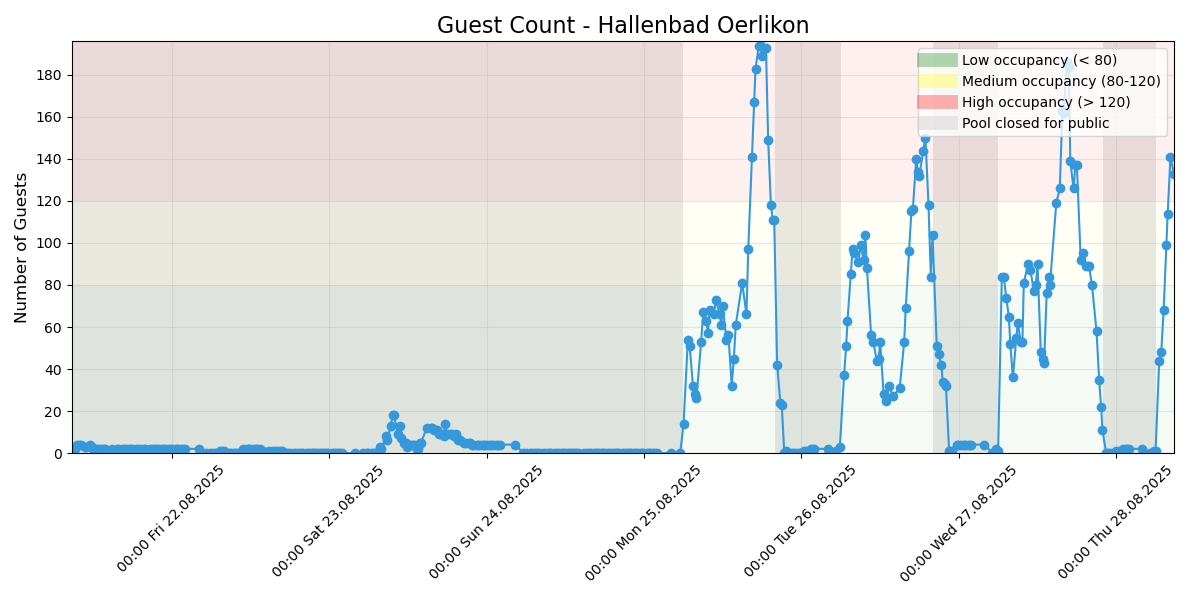 Guest Count - Hallenbad Oerlikon
Number of Guests
180
160
140
120
100
80
60
40
20
0
Low occupancy (< 80)
Medium occupancy (80-120)
High occupancy (> 120)
Pool closed for public
00:00 Fri 22.08.2025
00:00 Sat 23.08.2025
00:00 Sun 24.08.2025
00:00 Mon 25.08.2025
00:00 Tue 26.08.2025
00:00 Wed 27.08.2025
00:00 Thu 28.08.2025